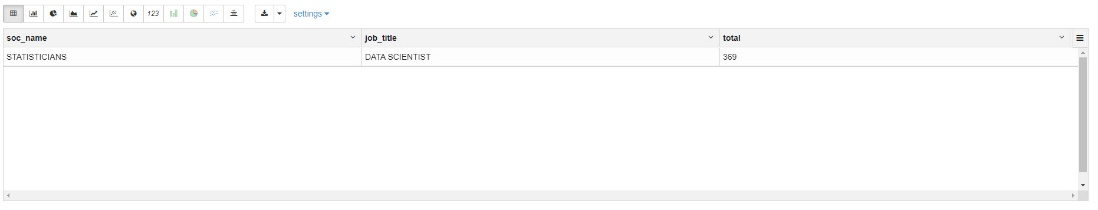 123 settings
soc_name job_title total
STATISTICIANS DATA SCIENTIST 369